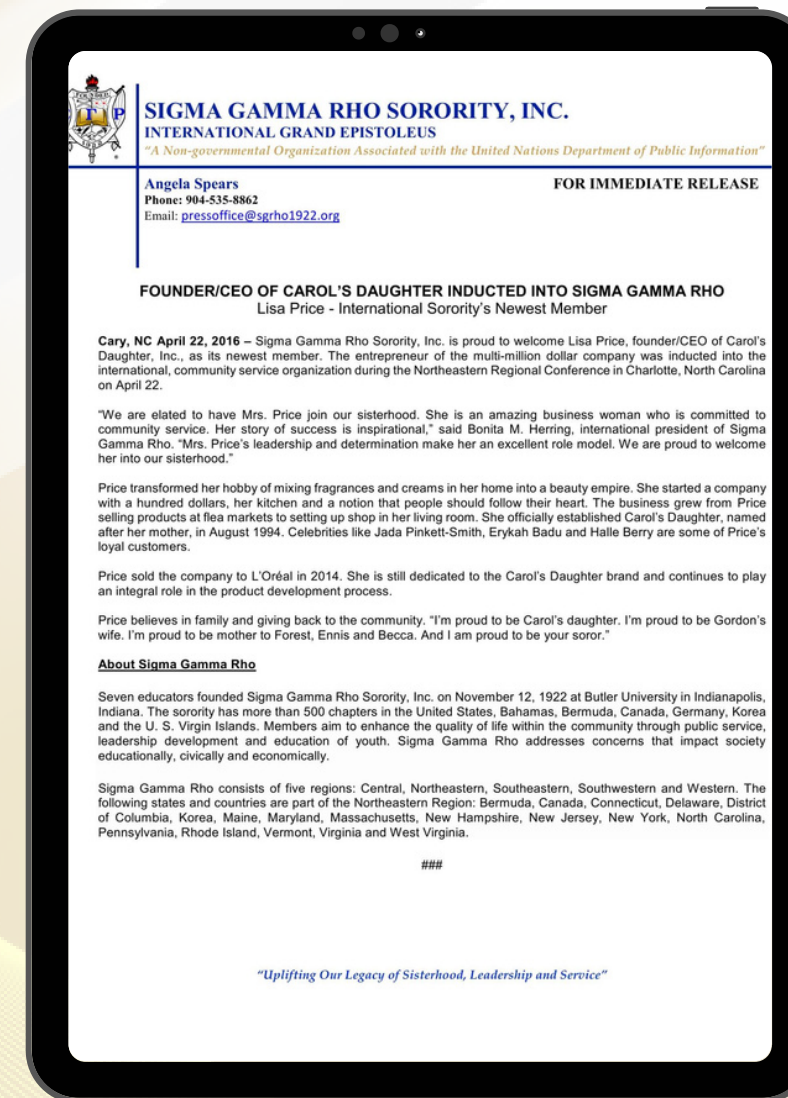 SIGMA GAMMA RHO SORORITY, INC.
INTERNATIONAL GRAND EPISTOLEUS
"A Non-governmental Organization Associated with the United Nations Department of Public Information"
Angela Spears
FOR IMMEDIATE RELEASE
Phone: 904-535-8862
Email: pressoffice@sgrho1922.org
FOUNDER/CEO OF CAROL'S DAUGHTER INDUCTED INTO SIGMA GAMMA RHO
Lisa Price - International Sorority's Newest Member
Cary, NC April 22, 2016 – Sigma Gamma Rho Sorority, Inc. is proud to welcome Lisa Price, founder/CEO of Carol's
Daughter, Inc., as its newest member. The entrepreneur of the multi-million dollar company was inducted into the
international, community service organization during the Northeastern Regional Conference in Charlotte, North Carolina
on April 22.
"We are elated to have Mrs. Price join our sisterhood. She is an amazing business woman who is committed to
community service. Her story of success is inspirational," said Bonita M. Herring, international president of Sigma
Gamma Rho. "Mrs. Price's leadership and determination make her an excellent role model. We are proud to welcome
her into our sisterhood."
Price transformed her hobby of mixing fragrances and creams in her home into a beauty empire. She started a company
with a hundred dollars, her kitchen and a notion that people should follow their heart. The business grew from Price
selling products at flea markets to setting up shop in her living room. She officially established Carol's Daughter, named
after her mother, in August 1994. Celebrities like Jada Pinkett-Smith, Erykah Badu and Halle Berry are some of Price's
loyal customers.
Price sold the company to L'Oréal in 2014. She is still dedicated to the Carol's Daughter brand and continues to play
an integral role in the product development process.
Price believes in family and giving back to the community. "I'm proud to be Carol's daughter. I'm proud to be Gordon's
wife. I'm proud to be mother to Forest, Ennis and Becca. And I am proud to be your soror."
About Sigma Gamma Rho
Seven educators founded Sigma Gamma Rho Sorority, Inc. on November 12, 1922 at Butler University in Indianapolis,
Indiana. The sorority has more than 500 chapters in the United States, Bahamas, Bermuda, Canada, Germany, Korea
and the U. S. Virgin Islands. Members aim to enhance the quality of life within the community through public service,
leadership development and education of youth. Sigma Gamma Rho addresses concerns that impact society
educationally, civically and economically.
Sigma Gamma Rho consists of five regions: Central, Northeastern, Southeastern, Southwestern and Western. The
following states and countries are part of the Northeastern Region: Bermuda, Canada, Connecticut, Delaware, District
of Columbia, Korea, Maine, Maryland, Massachusetts, New Hampshire, New Jersey, New York, North Carolina,
Pennsylvania, Rhode Island, Vermont, Virginia and West Virginia.
###
"Uplifting Our Legacy of Sisterhood, Leadership and Service"